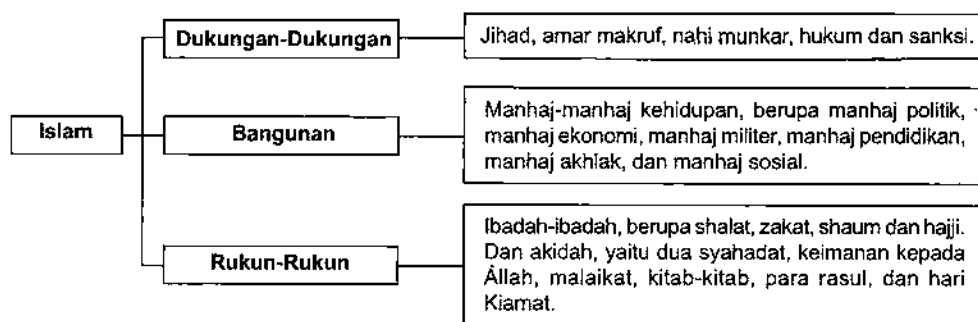 Dukungan-Dukungan
Jihad, amar makruf, nahi munkar, hukum dan sanksi.
Islam
Bangunan
Manhaj-manhaj kehidupan, berupa manhaj politik,
manhaj ekonomi, manhaj militer, manhaj pendidikan,
manhaj akhlak, dan manhaj sosial.
Rukun-Rukun
Ibadah-ibadah, berupa shalat, zakat, shaum dan hajji.
Dan akidah, yaitu dua syahadat, keimanan kepada
Allah, malaikat, kitab-kitab, para rasul, dan hari
Kiamat.